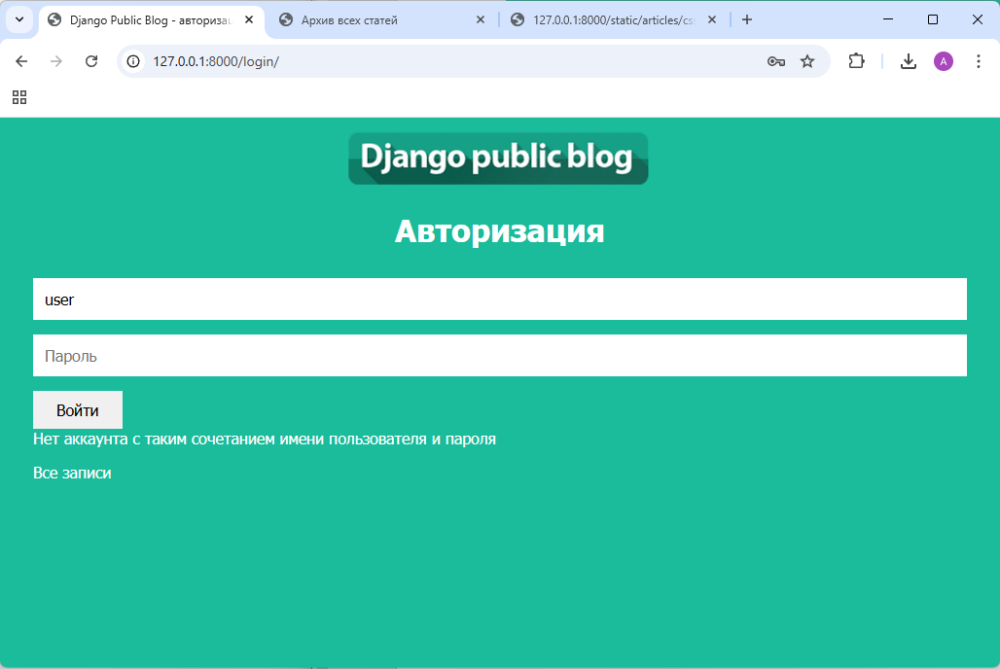 Django Public Blog - авториза
Архив всех статей
127.0.0.1:8000/static/articles/cs
127.0.0.1:8000/login/
A
Django public blog
Авторизация
user
Пароль
Войти
Нет аккаунта с таким сочетанием имени пользователя и пароля
Все записи